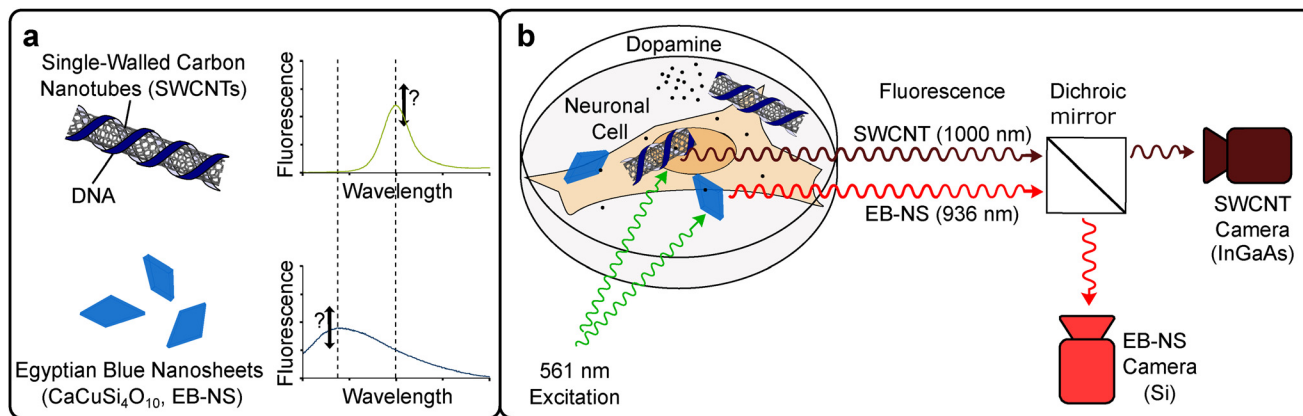 a
Single-Walled Carbon
Nanotubes (SWCNTs)
DNA
Fluorescence
?
Wavelength
Egyptian Blue Nanosheets
(CaCuSi₄O₁₀, EB-NS)
Fluorescence
?
Wavelength
b
Dopamine
Neuronal
Cell
561 nm
Excitation
Fluorescence
SWCNT (1000 nm)
EB-NS (936 nm)
Dichroic
mirror
SWCNT
Camera
(InGaAs)
EB-NS
Camera
(Si)